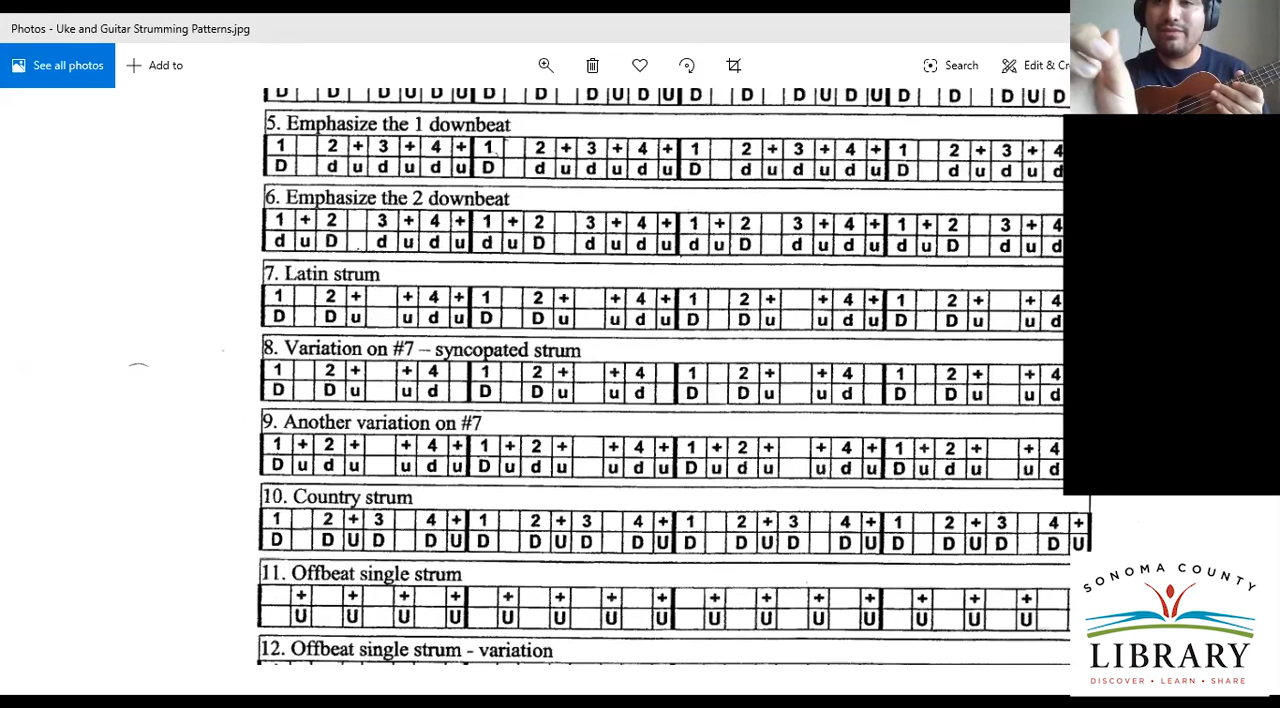 Photos - Uke and Guitar Strumming Patterns.jpg
See all photos
Add to
Search
Edit & Cr
D D D U D U D D D U D U D D D U D U D D D U D
5. Emphasize the 1 downbeat
1 2 + 3 + 4 + 1 2 + 3 + 4 + 1 2 + 3 + 4 + 1 2 + 3 + 4
D d u d u d u D d u d u d u D d u d u d u D d u d u d
6. Emphasize the 2 downbeat
1 + 2 3 + 4 + 1 + 2 3 + 4 + 1 + 2 3 + 4 + 1 + 2 3 + 4
d u D d u d u d u D d u d u d u D d u d u d u D d u d
7. Latin strum
1 2 + + 4 + 1 2 + + 4 + 1 2 + + 4 + 1 2 + + 4
D D u u d u D D u u d u D D u u d u D D u u d
8. Variation on #7 – syncopated strum
1 2 + + 4 1 2 + + 4 1 2 + + 4 1 2 + + 4
D D u u d D D u u d D D u u d D D u u d
9. Another variation on #7
1 + 2 + + 4 + 1 + 2 + + 4 + 1 + 2 + + 4 + 1 + 2 + + 4
D u d u u d u D u d u u d u D u d u u d u D u d u u d
10. Country strum
1 2 + 3 4 + 1 2 + 3 4 + 1 2 + 3 4 + 1 2 + 3 4 +
D D U D D U D D U D D U D D U D D U D D U D D U
11. Offbeat single strum
+ + + + + + + + + + + + + + +
U U U U U U U U U U U U U U U
12. Offbeat single strum - variation
SONOMA COUNTY
LIBRARY
DISCOVER • LEARN • SHARE